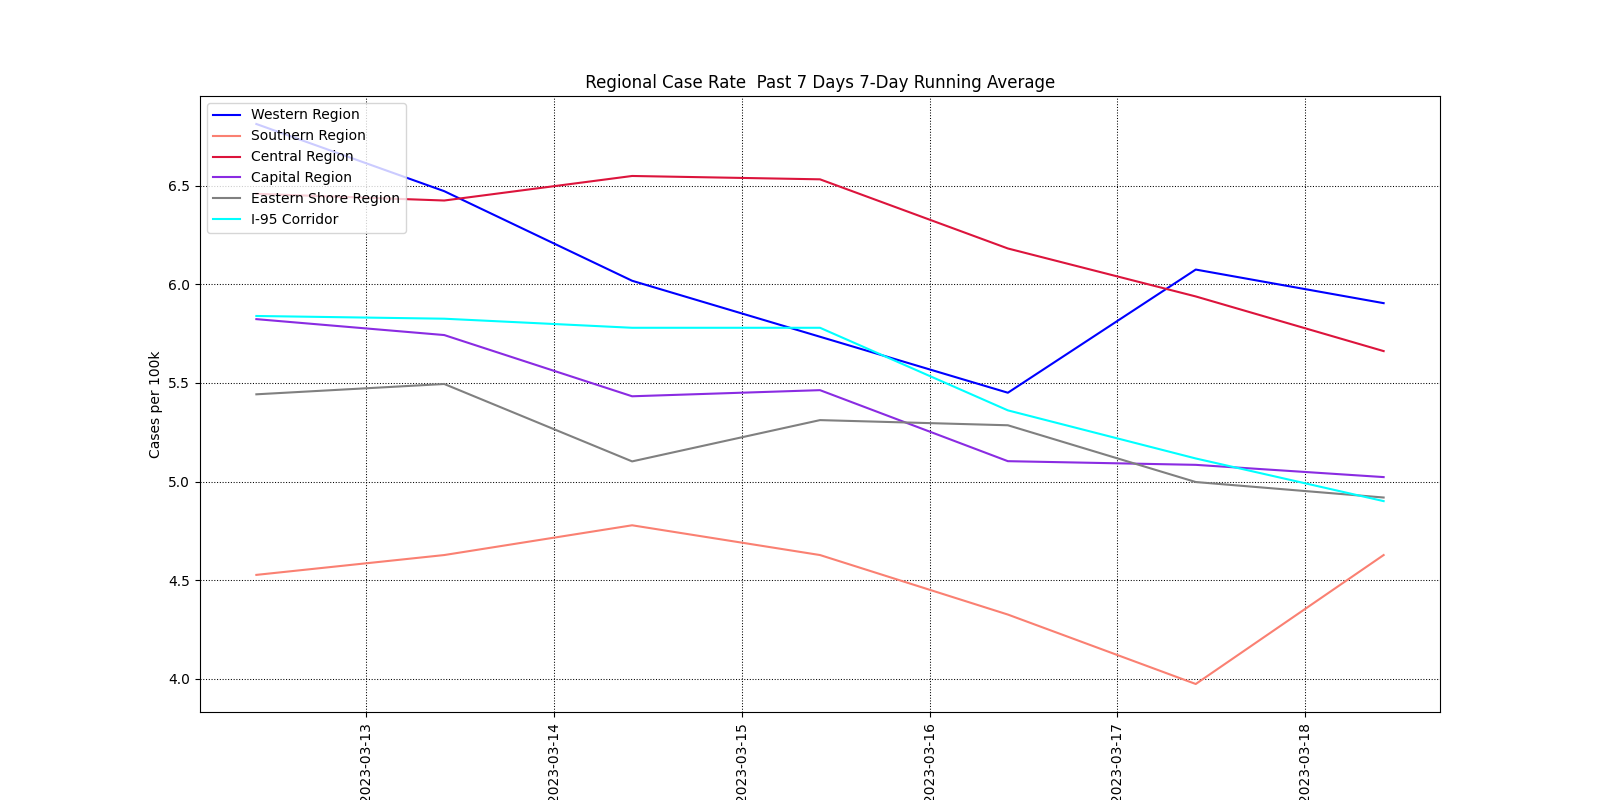 Regional Case Rate  Past 7 Days 7-Day Running Average
Western Region
Southern Region
Central Region
Capital Region
Eastern Shore Region
I-95 Corridor
Cases per 100k
6.5
6.0
5.5
5.0
4.5
4.0
2023-03-13
2023-03-14
2023-03-15
2023-03-16
2023-03-17
2023-03-18